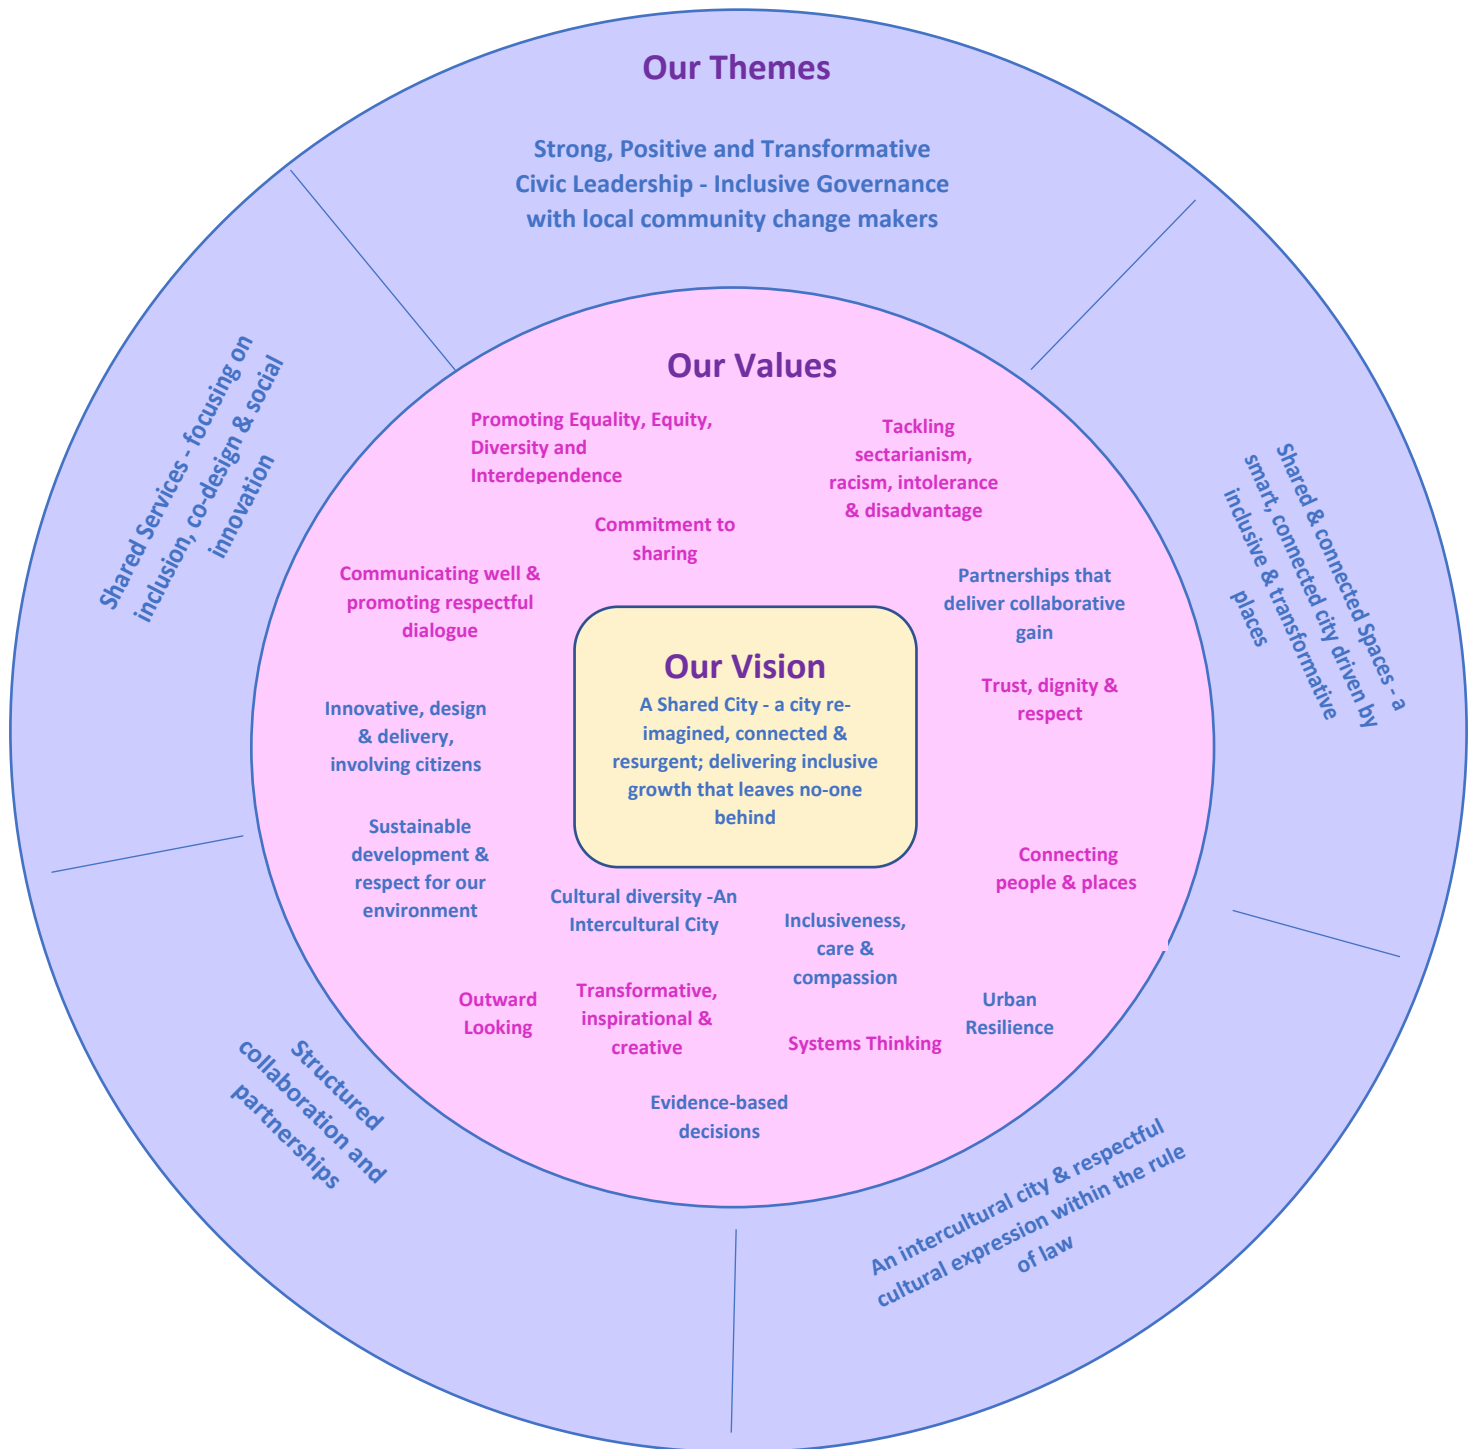 Our Themes
Strong, Positive and Transformative
Civic Leadership - Inclusive Governance
with local community change makers
Shared Services - focusing on
inclusion, co-design & social
innovation
Shared & connected Spaces - a
smart, connected city driven by
inclusive & transformative
places
Structured
collaboration and
partnerships
An intercultural city & respectful
cultural expression within the rule
of law
Our Values
Promoting Equality, Equity,
Diversity and
Interdependence
Tackling
sectarianism,
racism, intolerance
& disadvantage
Commitment to
sharing
Communicating well &
promoting respectful
dialogue
Partnerships that
deliver collaborative
gain
Trust, dignity &
respect
Innovative, design
& delivery,
involving citizens
Sustainable
development &
respect for our
environment
Connecting
people & places
Cultural diversity -An
Intercultural City
Inclusiveness,
care &
compassion
Outward
Looking
Transformative,
inspirational &
creative
Systems Thinking
Urban
Resilience
Evidence-based
decisions
Our Vision
A Shared City - a city re-
imagined, connected &
resurgent; delivering inclusive
growth that leaves no-one
behind